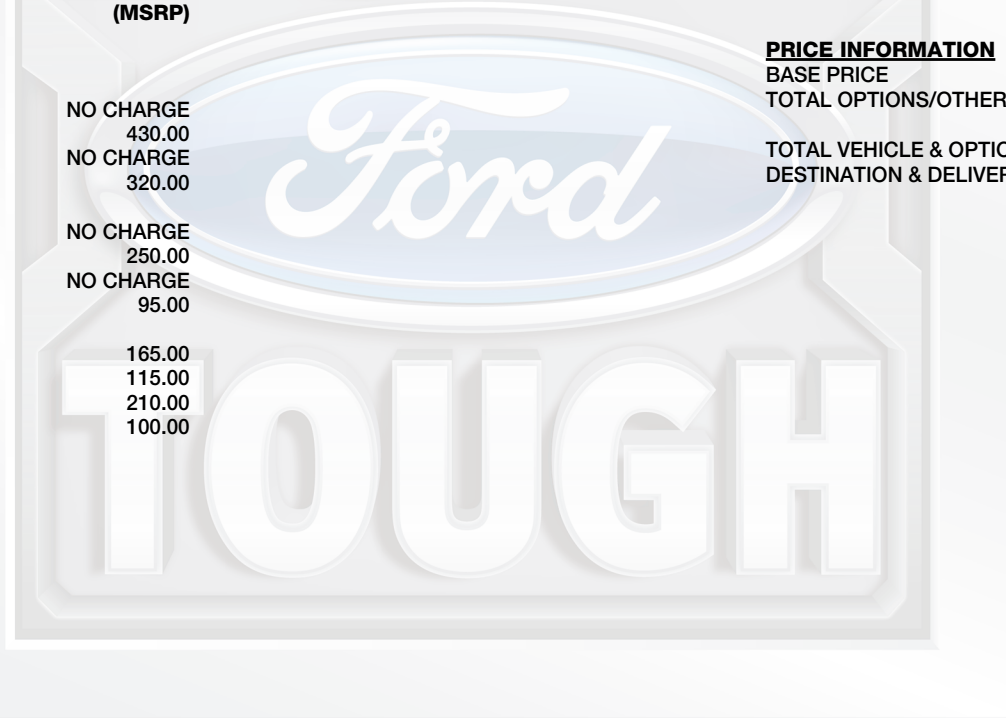 (MSRP)
NO CHARGE
430.00
NO CHARGE
320.00
NO CHARGE
250.00
NO CHARGE
95.00
165.00
115.00
210.00
100.00
PRICE INFORMATION
BASE PRICE
TOTAL OPTIONS/OTHER
TOTAL VEHICLE & OPTIO
DESTINATION & DELIVER
Ford
TOUGH